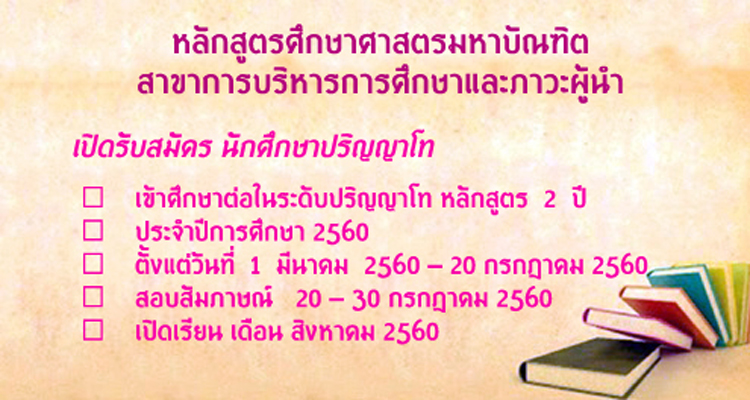 หลักสูตรศึกษาศาสตรมหาบัณฑิต
สาขาการบริหารการศึกษาและภาวะผู้นำ
เปิดรับสมัคร นักศึกษาปริญญาโท
☐ เข้าศึกษาต่อในระดับปริญญาโท หลักสูตร 2 ปี
☐ ประจำปีการศึกษา 2560
☐ ตั้งแต่วันที่ 1 มีนาคม 2560 – 20 กรกฎาคม 2560
☐ สอบสัมภาษณ์ 20 – 30 กรกฎาคม 2560
☐ เปิดเรียน เดือน สิงหาคม 2560